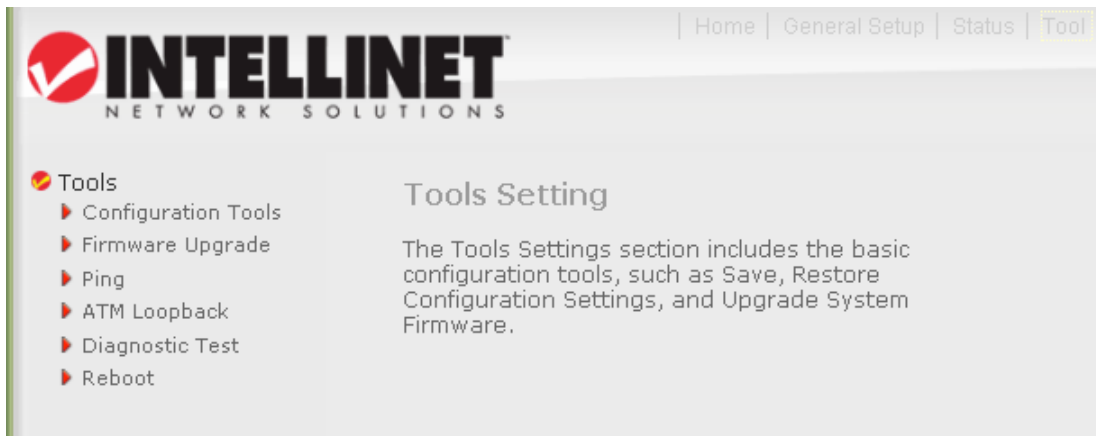 | Home | General Setup | Status | Tool
INTELLINET
NETWORK SOLUTIONS
Tools
Configuration Tools
Firmware Upgrade
Ping
ATM Loopback
Diagnostic Test
Reboot
Tools Setting
The Tools Settings section includes the basic
configuration tools, such as Save, Restore
Configuration Settings, and Upgrade System
Firmware.